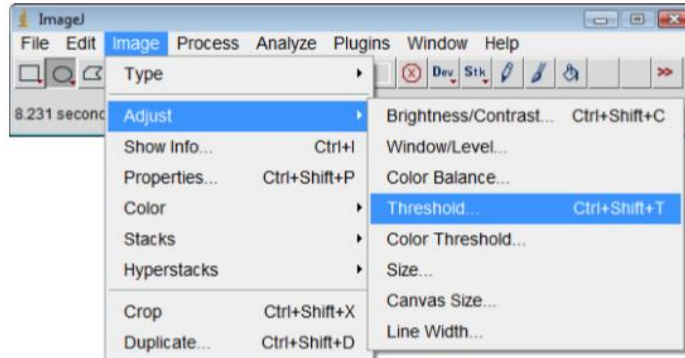 ImageJ
File Edit Image Process Analyze Plugins Window Help
Dev Stk >>
8.231 second
Type
Adjust
Show Info... Ctrl+I
Properties... Ctrl+Shift+P
Color
Stacks
Hyperstacks
Crop Ctrl+Shift+X
Duplicate... Ctrl+Shift+D
Brightness/Contrast... Ctrl+Shift+C
Window/Level...
Color Balance...
Threshold... Ctrl+Shift+T
Color Threshold...
Size...
Canvas Size...
Line Width...